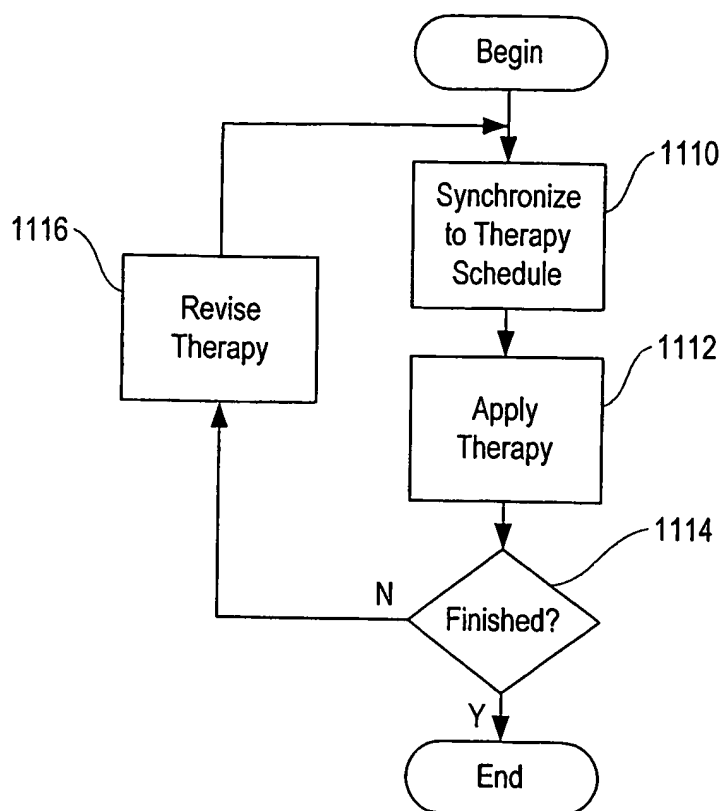 Begin
1110
Synchronize
to Therapy
Schedule
1116
Revise
Therapy
1112
Apply
Therapy
1114
N
Finished?
Y
End